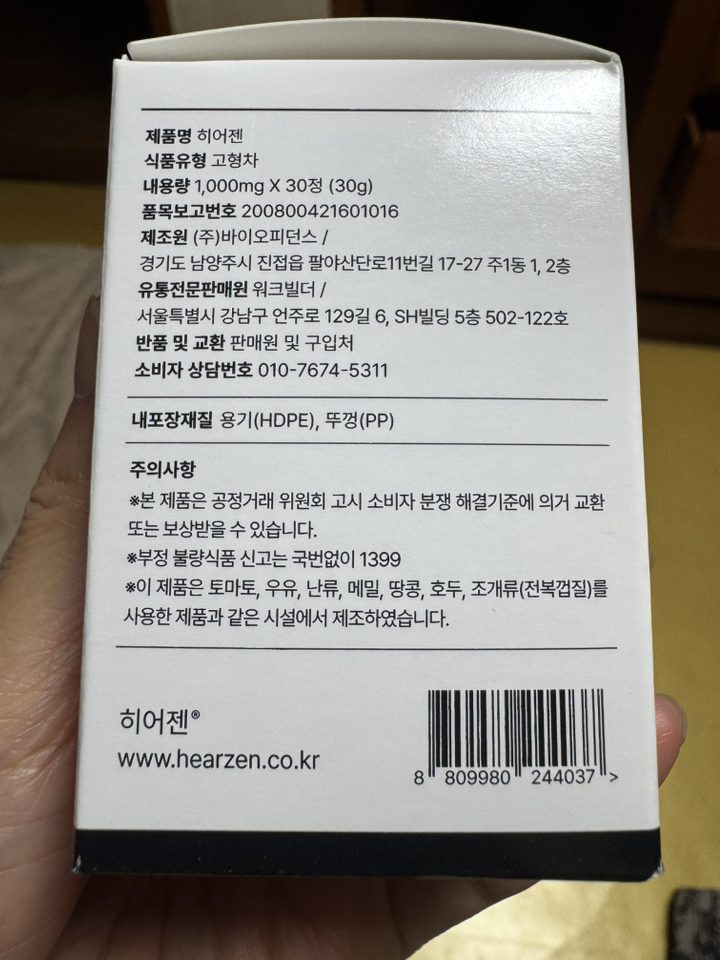 제품명 히어젠
식품유형 고형차
내용량 1,000mg X 30정 (30g)
품목보고번호 200800421601016
제조원 (주)바이오피던스 /
경기도 남양주시 진접읍 팔야산단로11번길 17-27 주1동 1, 2층
유통전문판매원 워크빌더 /
서울특별시 강남구 언주로 129길 6, SH빌딩 5층 502-122호
반품 및 교환 판매원 및 구입처
소비자 상담번호 010-7674-5311
내포장재질 용기(HDPE), 뚜껑(PP)
주의사항
※본 제품은 공정거래 위원회 고시 소비자 분쟁 해결기준에 의거 교환
또는 보상받을 수 있습니다.
※부정 불량식품 신고는 국번없이 1399
※이 제품은 토마토, 우유, 난류, 메밀, 땅콩, 호두, 조개류(전복껍질)를
사용한 제품과 같은 시설에서 제조하였습니다.
히어젠®
www.hearzen.co.kr
8 809980 244037 >